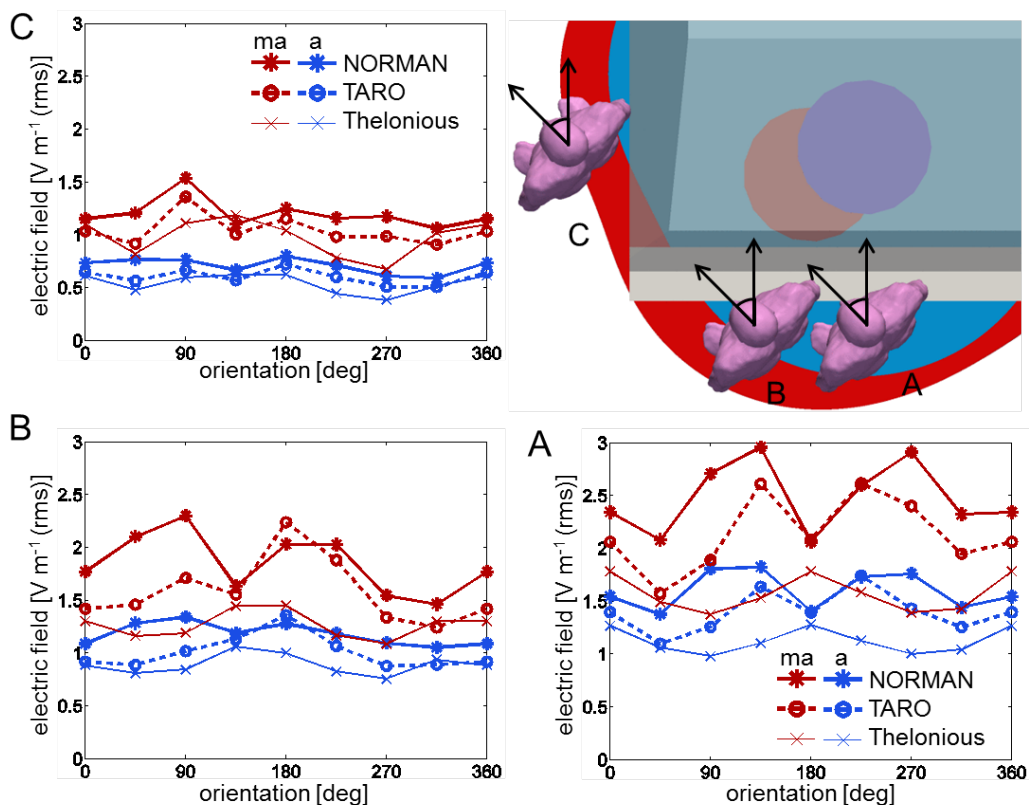 C
3
2.5
2
1.5
1
0.5
0
electric field [V m⁻¹ (rms)]
ma a
NORMAN
TARO
Thelonious
0 90 180 270 360
orientation [deg]
C
B
A
B
3
2.5
2
1.5
1
0.5
0
electric field [V m⁻¹ (rms)]
0 90 180 270 360
orientation [deg]
A
3
2.5
2
1.5
1
0.5
0
electric field [V m⁻¹ (rms)]
ma a
NORMAN
TARO
Thelonious
0 90 180 270 360
orientation [deg]